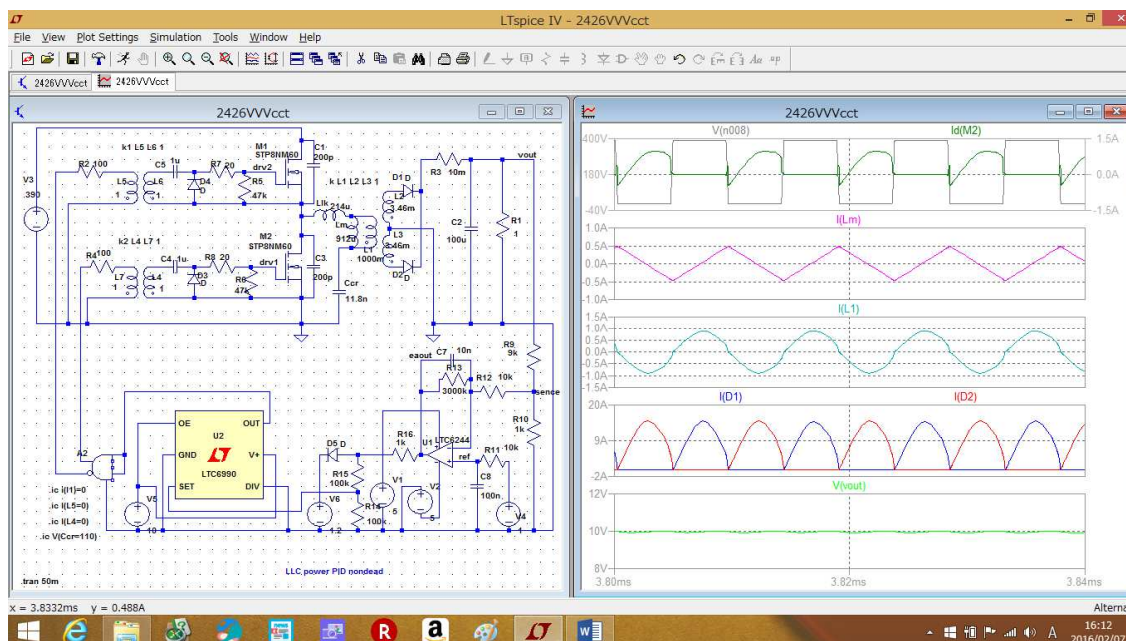 LTspice IV - 2426VVVcct
File View Plot Settings Simulation Tools Window Help
2426VVVcct 2426VVVcct
2426VVVcct
k1 L5 L6 1
R2 100
C5 1u
R7 20
M1
STP8NM60
drv2
C1
200p
V3
390
L5 L6
1 1
D4
D
R5
47k
k L1 L2 L3 1
Llk 214u
D1 D
L2
3.46m
R3 10m
vout
Lm
912u
L1
1000m
L3
3.46m
D2 D
C2
100u
R1
1
k2 L4 L7 1
R4 100
C4 1u
R8 20
M2
STP8NM60
drv1
C3
200p
L7 L4
1 1
D3
D
R6
47k
Ccr
11.8n
R9
9k
eaout C7 10n
R13
3000k
R12 10k
sence
R10
1k
OE OUT
U2
GND V+
LTC6990
SET DIV
A2
D5 D
R16
1k
U1 LTC6244
ref
R11 10k
R15
100k
R14
100k
V1
5
V2
5
C8
100n
V4
1
V5
10
V6
1.2
.ic i(l1)=0
.ic i(L5=0)
.ic i(L4=0)
.ic V(Ccr=110)
LLC power PID nondead
.tran 50m
2426VVVcct
V(n008) Id(M2)
400V 1.5A
180V 0.0A
-40V -1.5A
I(Lm)
1.0A
0.5A
0.0A
-0.5A
-1.0A
I(L1)
1.5A
1.0A
0.5A
0.0A
-0.5A
-1.0A
-1.5A
I(D1) I(D2)
20A
9A
-2A
V(vout)
12V
10V
8V
3.80ms 3.82ms 3.84ms
x = 3.8332ms y = 0.488A
Alterna
A 16:12
2016/02/07